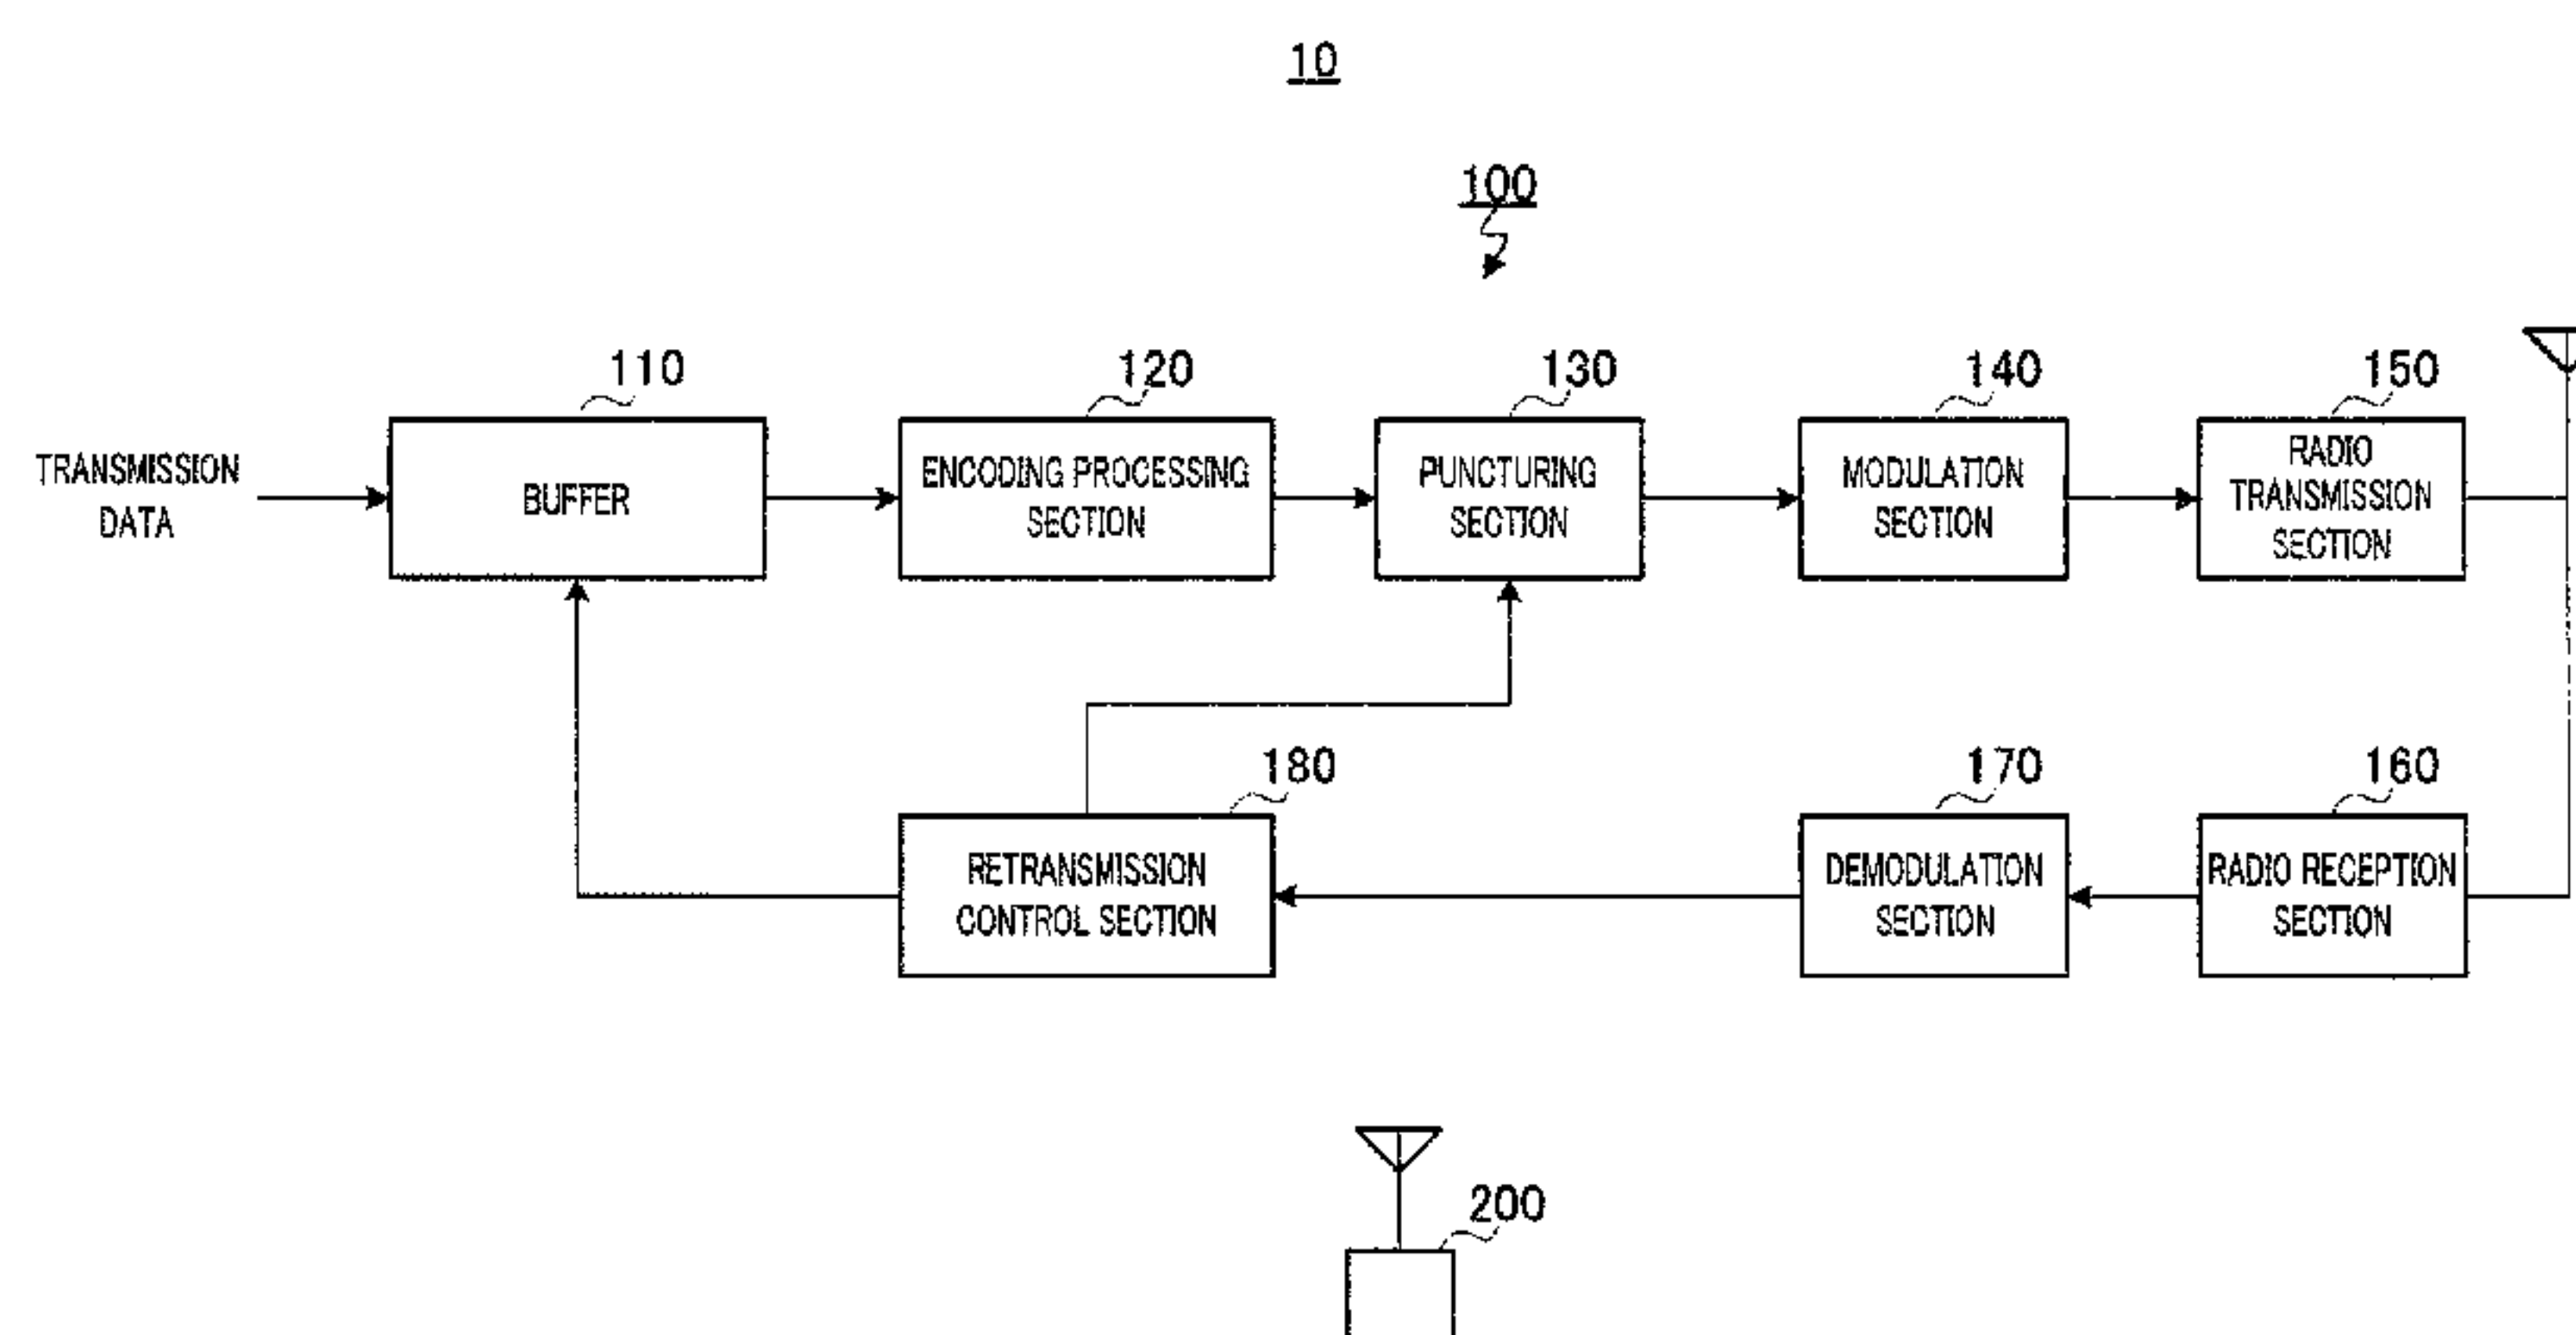 10
100
110
120
130
140
150
TRANSMISSION
DATA
BUFFER
ENCODING PROCESSING
SECTION
PUNCTURING
SECTION
MODULATION
SECTION
RADIO
TRANSMISSION
SECTION
180
170
160
RETRANSMISSION
CONTROL SECTION
DEMODULATION
SECTION
RADIO RECEPTION
SECTION
200